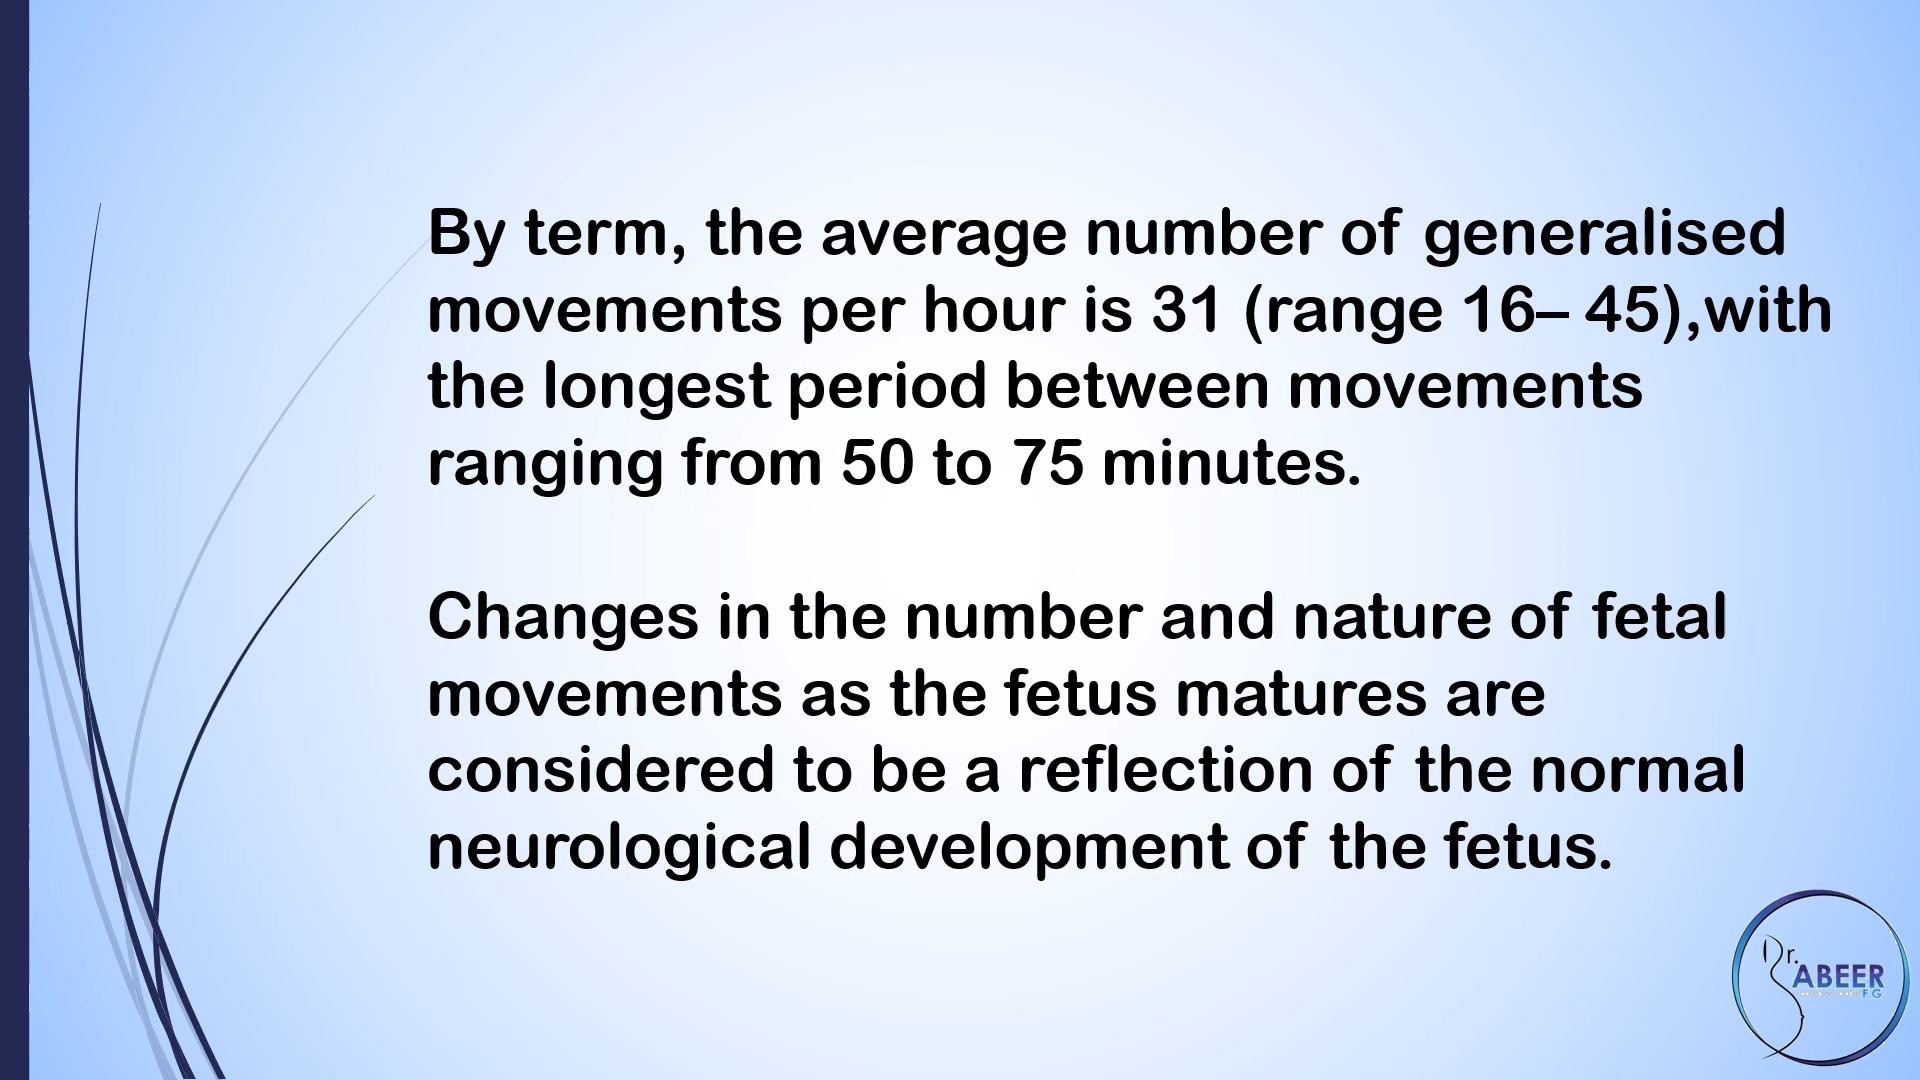 By term, the average number of generalised
movements per hour is 31 (range 16– 45),with
the longest period between movements
ranging from 50 to 75 minutes.
Changes in the number and nature of fetal
movements as the fetus matures are
considered to be a reflection of the normal
neurological development of the fetus.
Dr.
ABEER
F.G.